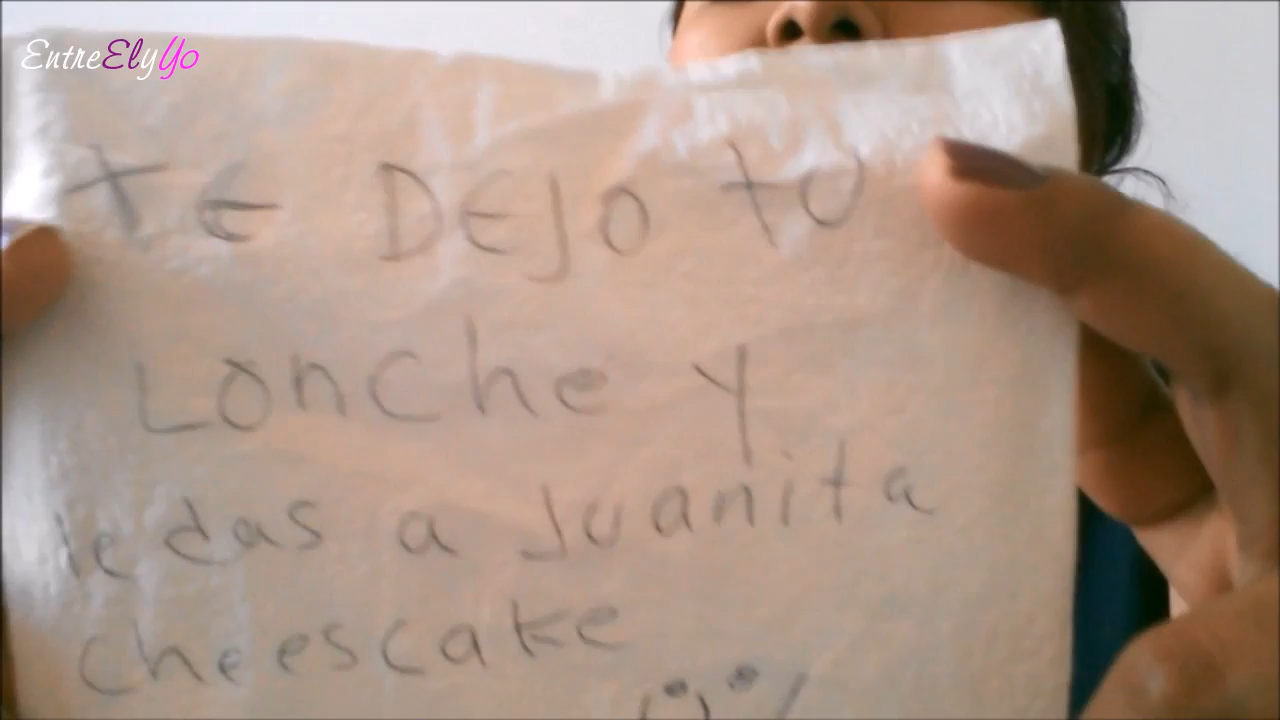 EntreElyYo
TE DEJO TU
LONChe Y
le das a Juanita
Cheescake